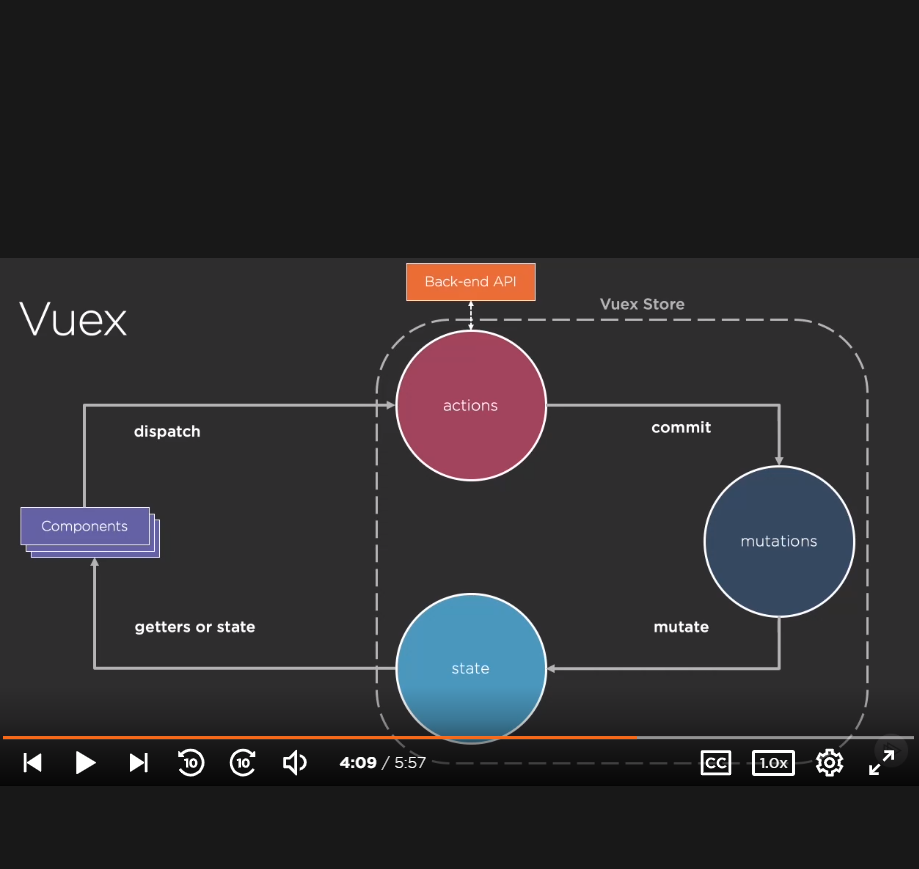 Back-end API
Vuex Store
Vuex
actions
dispatch
commit
Components
mutations
getters or state
mutate
state
10
10
4:09 / 5:57
CC
1.0x